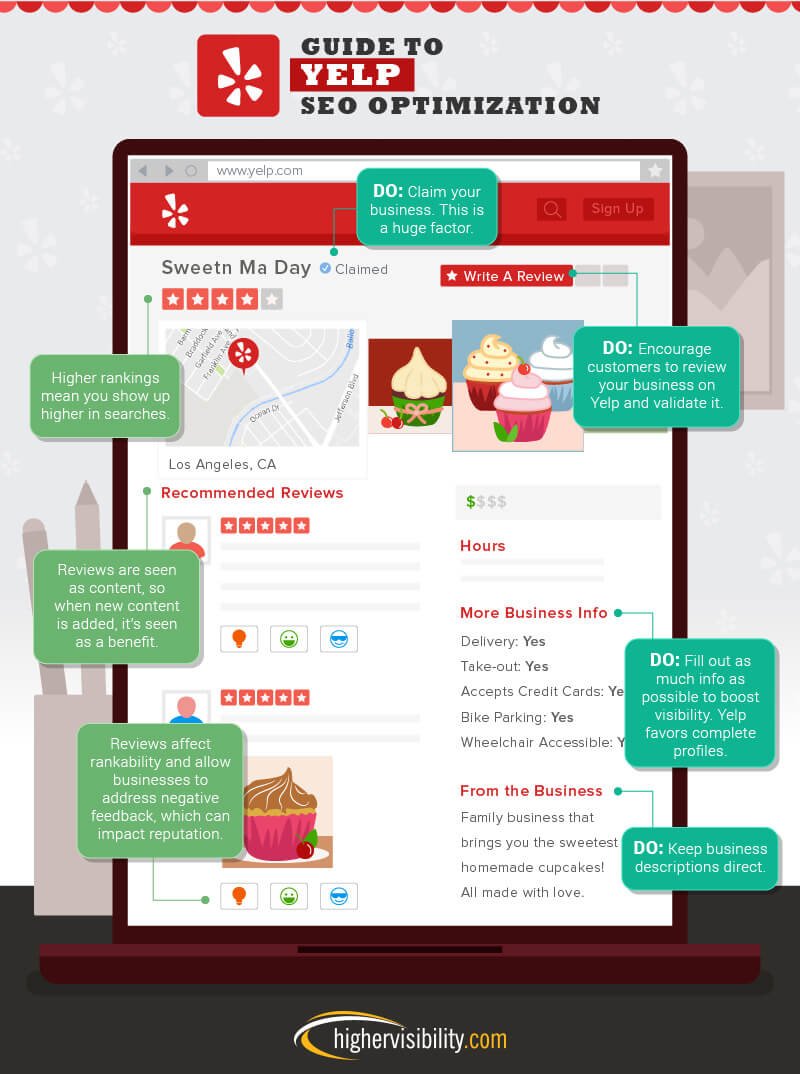 GUIDE TO
YELP
SEO OPTIMIZATION
www.yelp.com
Sign Up
DO: Claim your
business. This is
a huge factor.
Sweetn Ma Day
Claimed
Write A Review
Higher rankings
mean you show up
higher in searches.
Braddock
Garfield Ave
Franklin Ave
Ocean Dr
Jefferson Blvd
Los Angeles, CA
DO: Encourage
customers to review
your business on
Yelp and validate it.
Recommended Reviews
$$$$
Reviews are seen
as content, so
when new content
is added, it's seen
as a benefit.
Hours
More Business Info
Delivery: Yes
Take-out: Yes
Accepts Credit Cards: Ye
Bike Parking: Yes
Wheelchair Accessible: Y
DO: Fill out as
much info as
possible to boost
visibility. Yelp
favors complete
profiles.
Reviews affect
rankability and allow
businesses to
address negative
feedback, which can
impact reputation.
From the Business
Family business that
brings you the sweetest
homemade cupcakes!
All made with love.
DO: Keep business
descriptions direct.
highervisibility.com